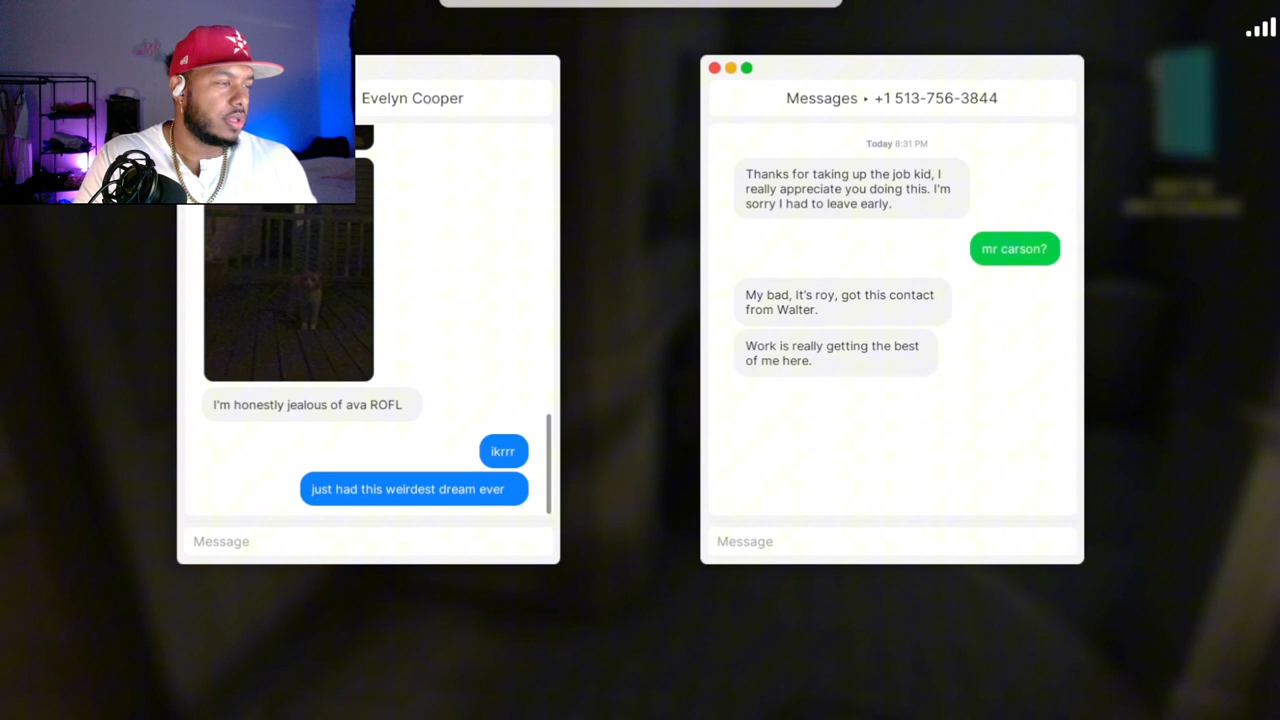 Evelyn Cooper
I'm honestly jealous of ava ROFL
ikrrr
just had this weirdest dream ever
Message
Messages ▸ +1 513-756-3844
Today 8:31 PM
Thanks for taking up the job kid, I
really appreciate you doing this. I'm
sorry I had to leave early.
mr carson?
My bad, It's roy, got this contact
from Walter.
Work is really getting the best
of me here.
Message